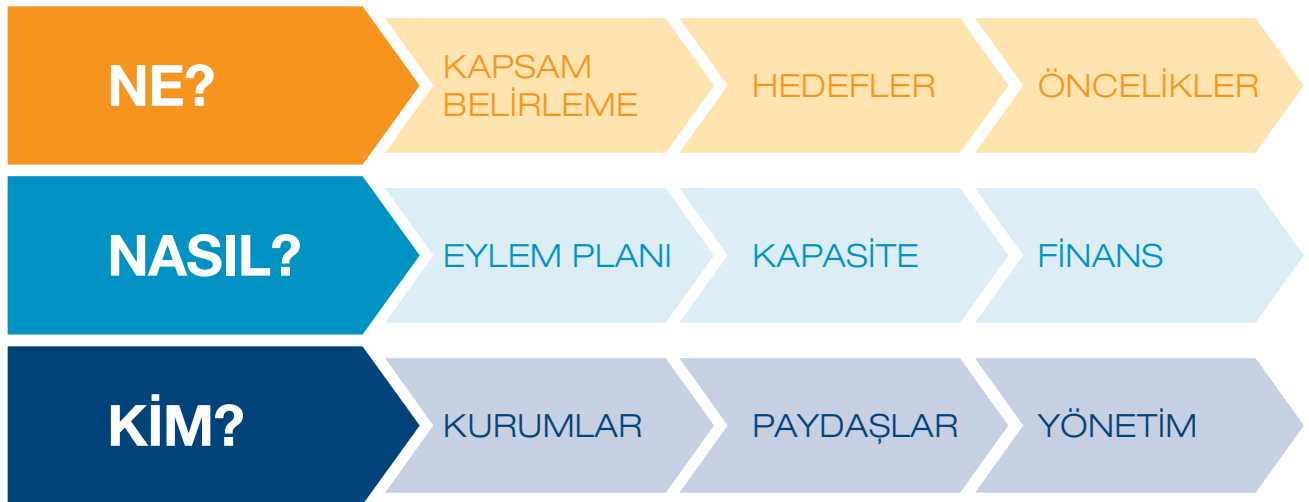 NE?
KAPSAM
BELİRLEME
HEDEFLER
ÖNCELİKLER
NASIL?
EYLEM PLANI
KAPASİTE
FİNANS
KİM?
KURUMLAR
PAYDAŞLAR
YÖNETİM